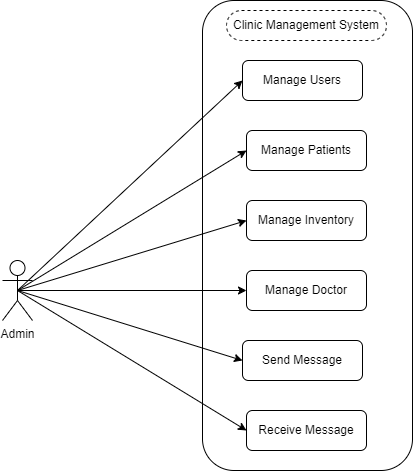 Clinic Management System
Manage Users
Manage Patients
Manage Inventory
Manage Doctor
Admin
Send Message
Receive Message